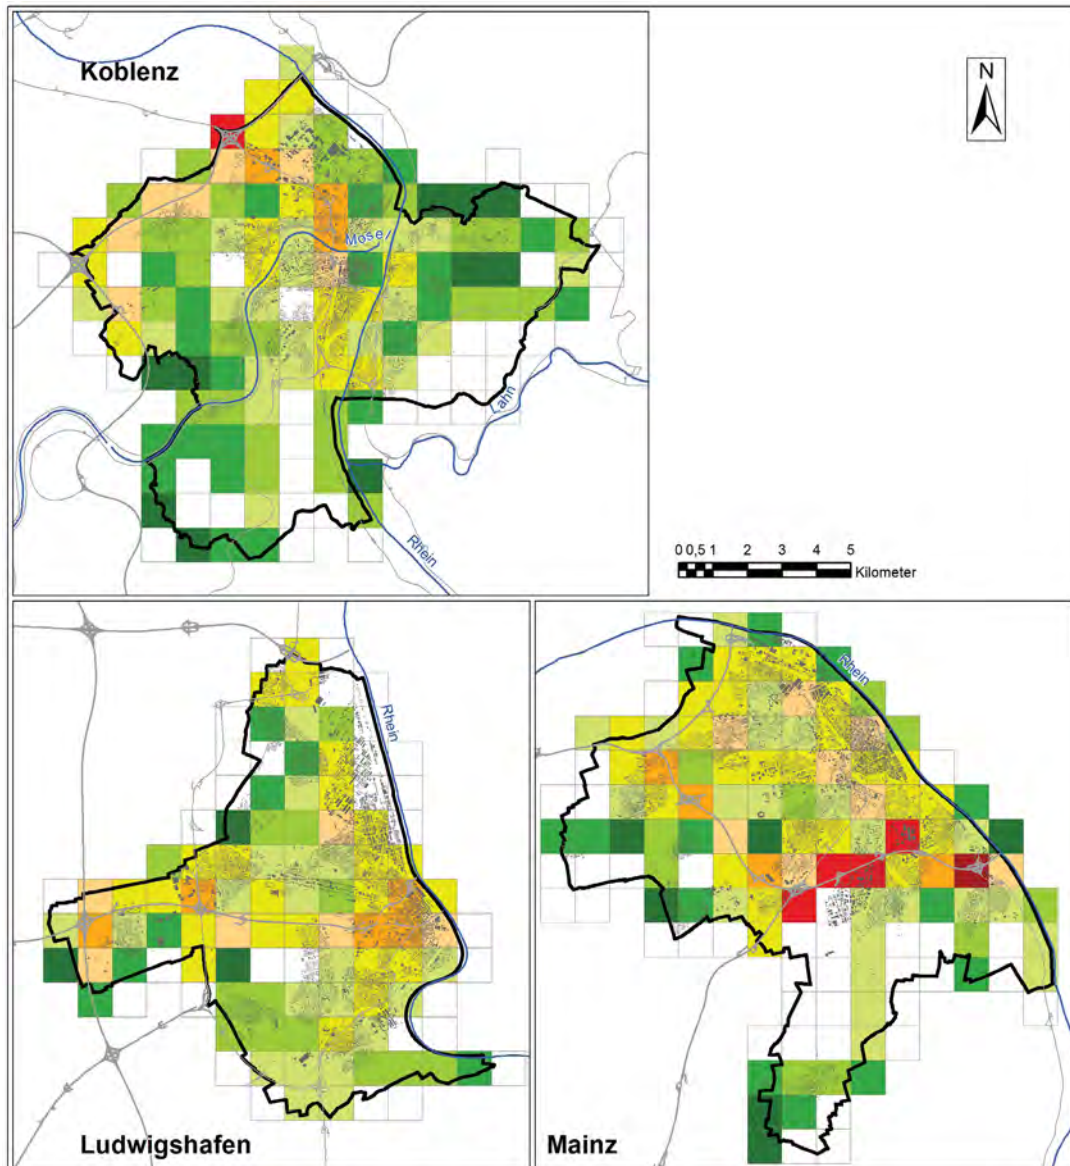 Koblenz
N
Mosel
Lahn
Rhein
0 0,5 1 2 3 4 5
Kilometer
Rhein
Ludwigshafen
Rhein
Mainz